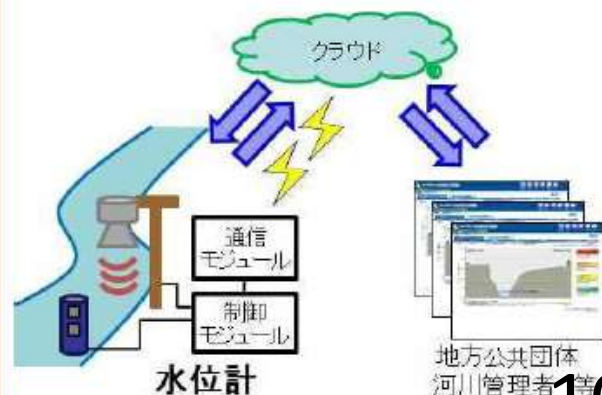 クラウド
通信
モジュール
制御
モジュール
水位計
地方公共団体
河川管理者等